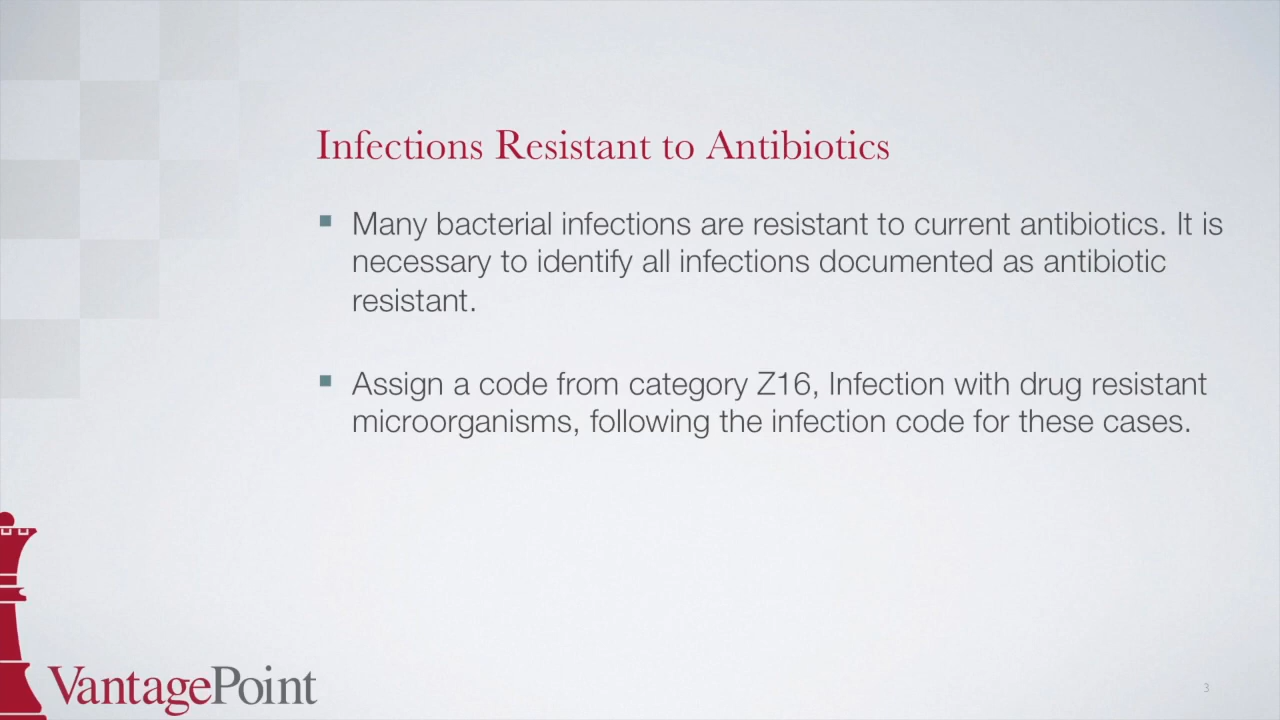 Infections Resistant to Antibiotics
Many bacterial infections are resistant to current antibiotics. It is
necessary to identify all infections documented as antibiotic
resistant.
Assign a code from category Z16, Infection with drug resistant
microorganisms, following the infection code for these cases.
VantagePoint
3